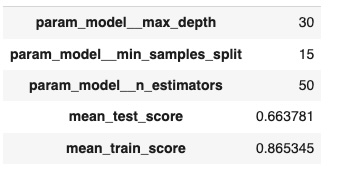 param_model__max_depth 30
param_model__min_samples_split 15
param_model__n_estimators 50
mean_test_score 0.663781
mean_train_score 0.865345